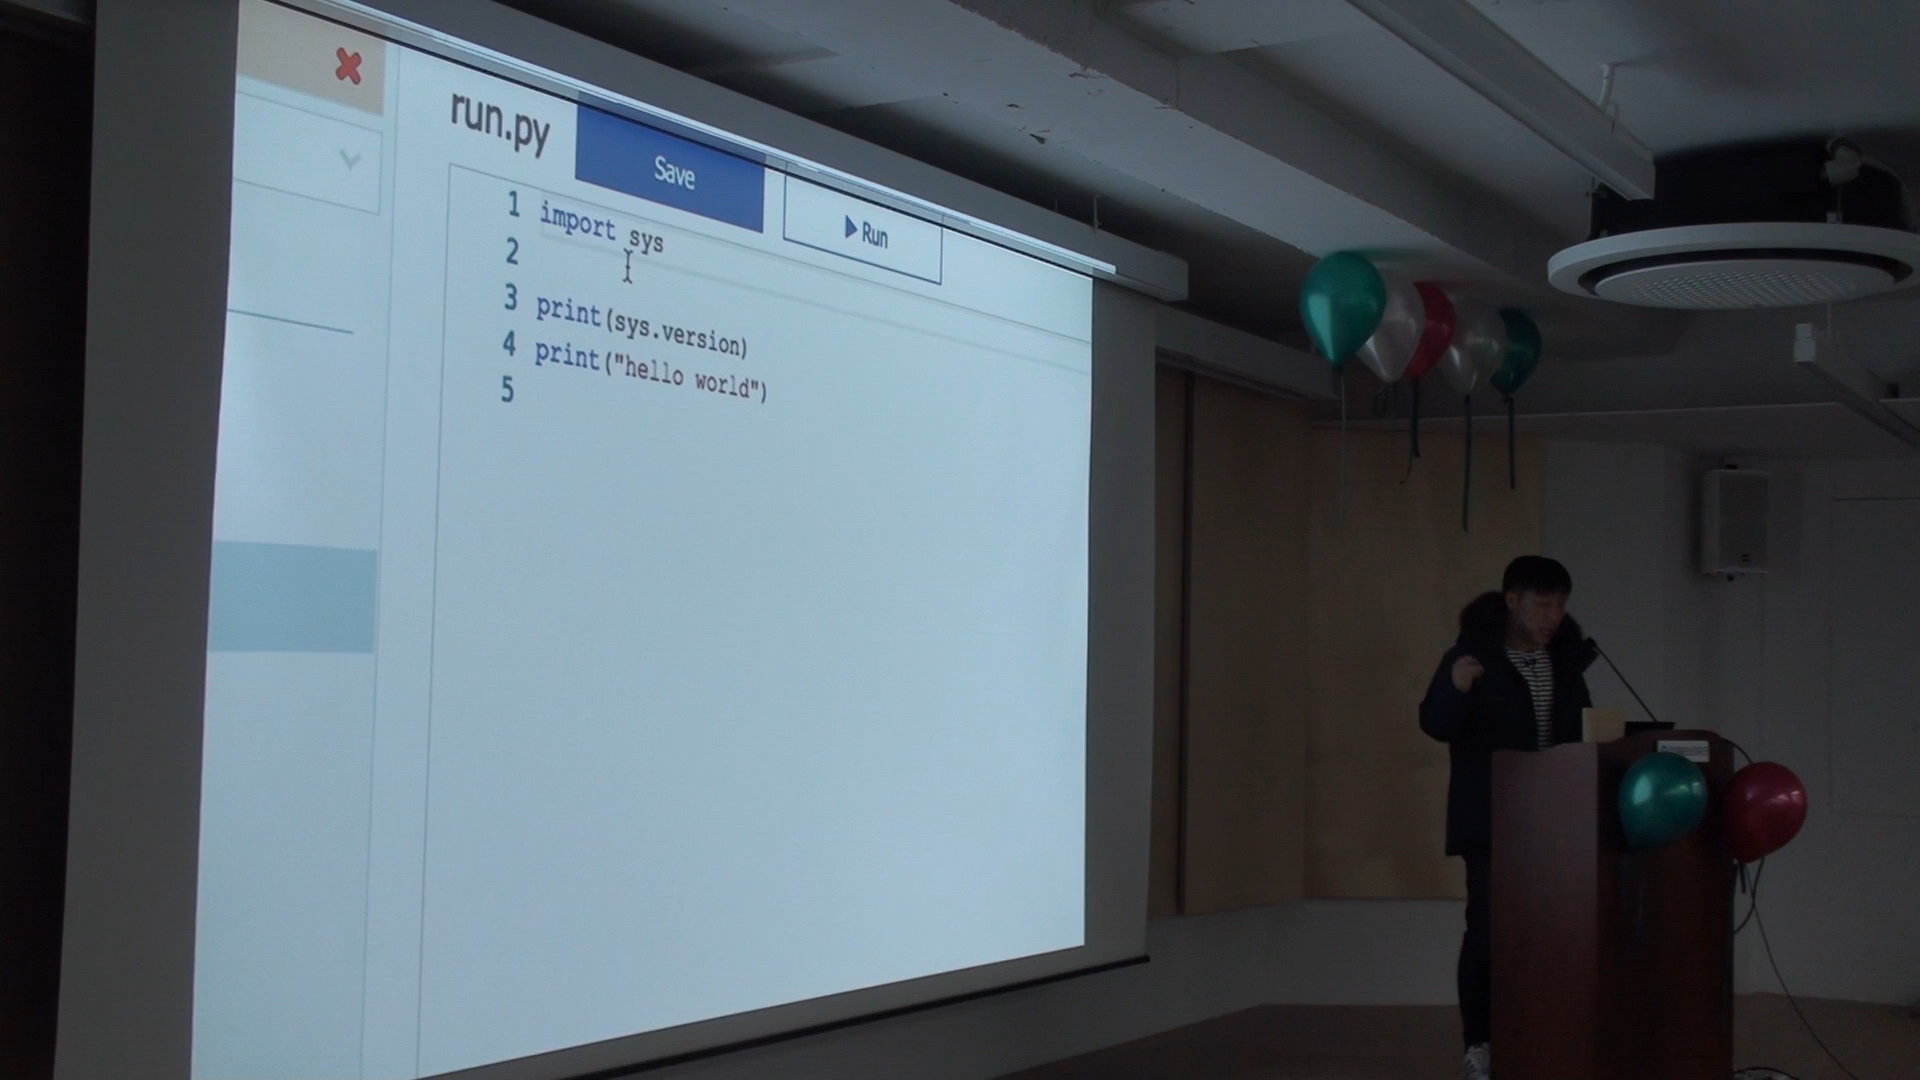 run.py
Save
Run
1 import sys
2
3 print(sys.version)
4 print("hello world")
5